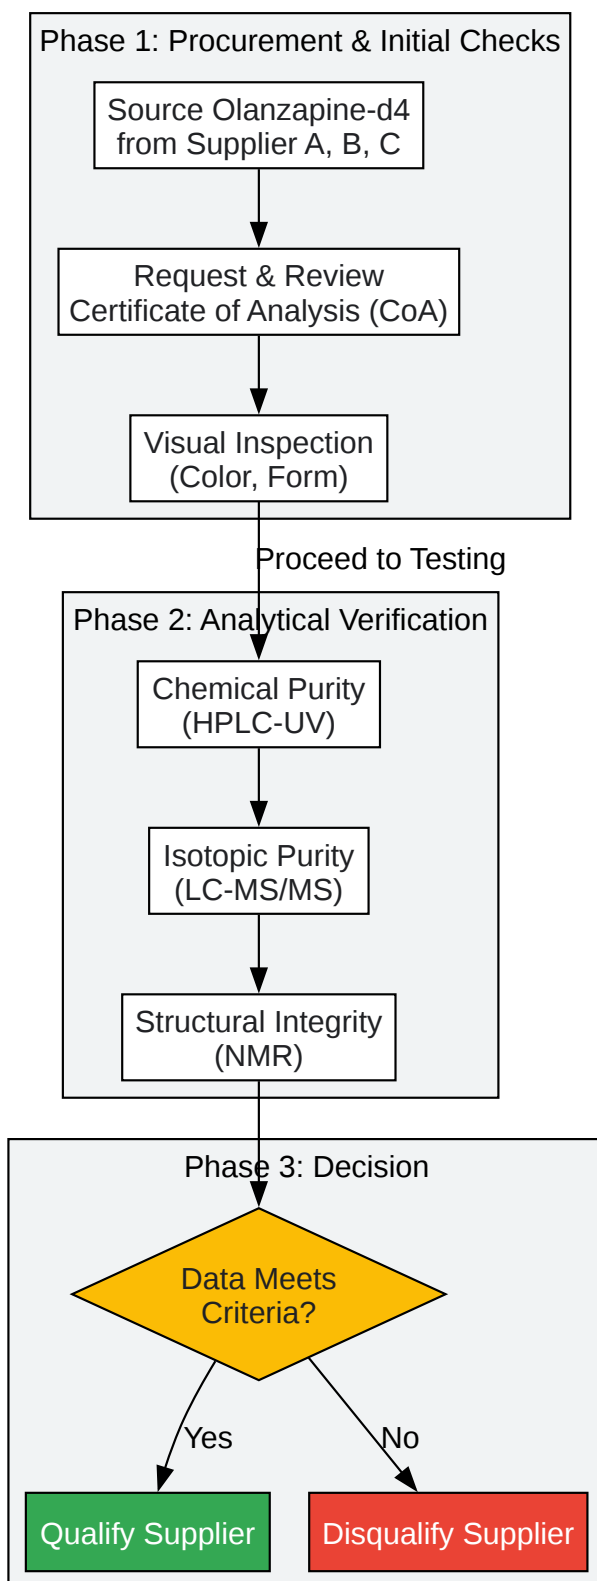 Phase 1: Procurement & Initial Checks
Source Olanzapine-d4
from Supplier A, B, C
Request & Review
Certificate of Analysis (CoA)
Visual Inspection
(Color, Form)
Proceed to Testing
Phase 2: Analytical Verification
Chemical Purity
(HPLC-UV)
Isotopic Purity
(LC-MS/MS)
Structural Integrity
(NMR)
Phase 3: Decision
Data Meets
Criteria?
Yes
No
Qualify Supplier
Disqualify Supplier